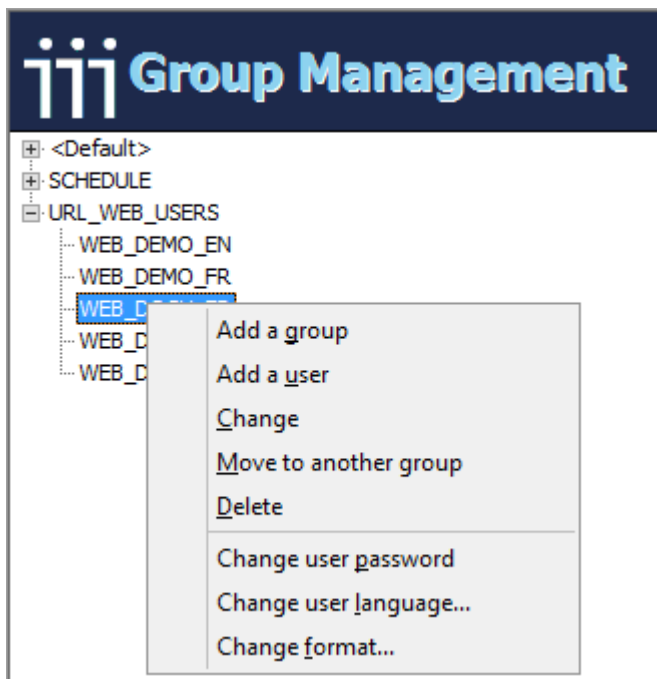 Group Management
<Default>
SCHEDULE
URL_WEB_USERS
WEB_DEMO_EN
WEB_DEMO_FR
Add a group
Add a user
Change
Move to another group
Delete
Change user password
Change user language...
Change format...